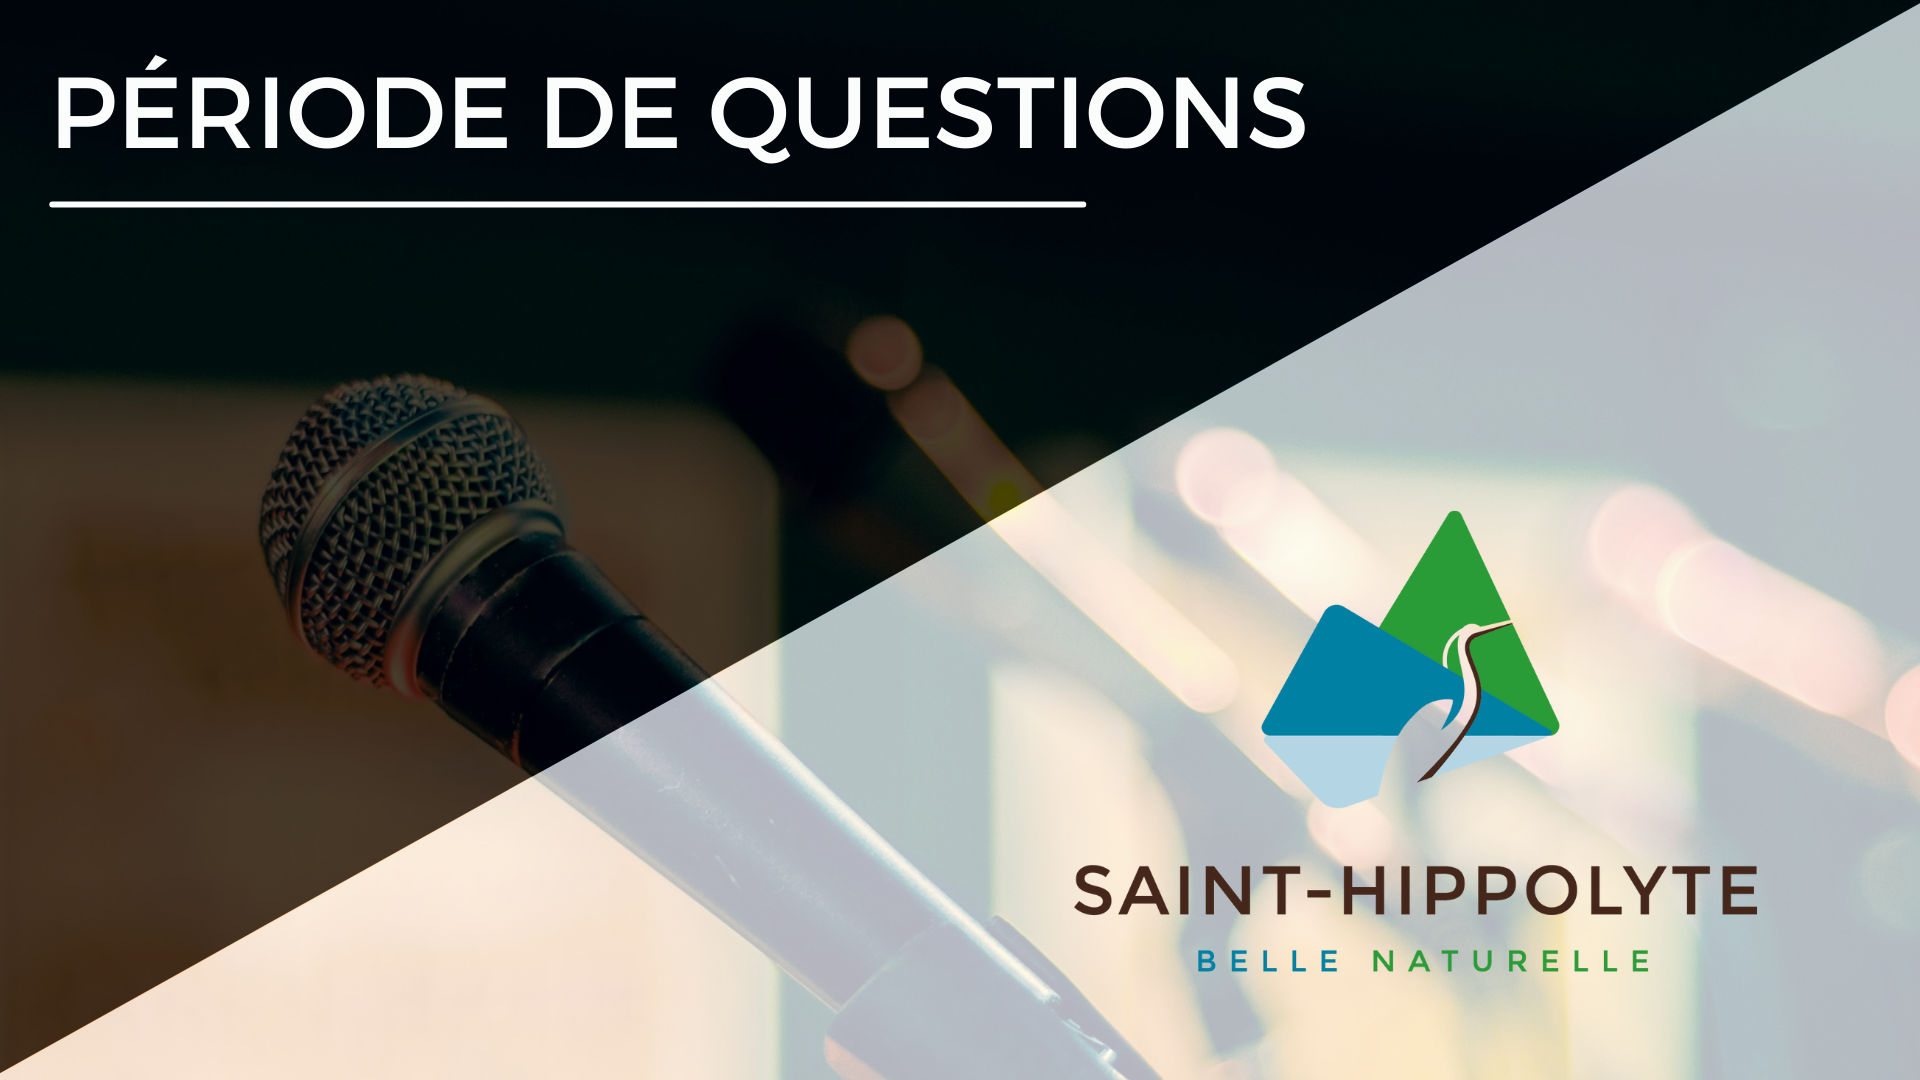 PÉRIODE DE QUESTIONS
SAINT-HIPPOLYTE
BELLE NATURELLE